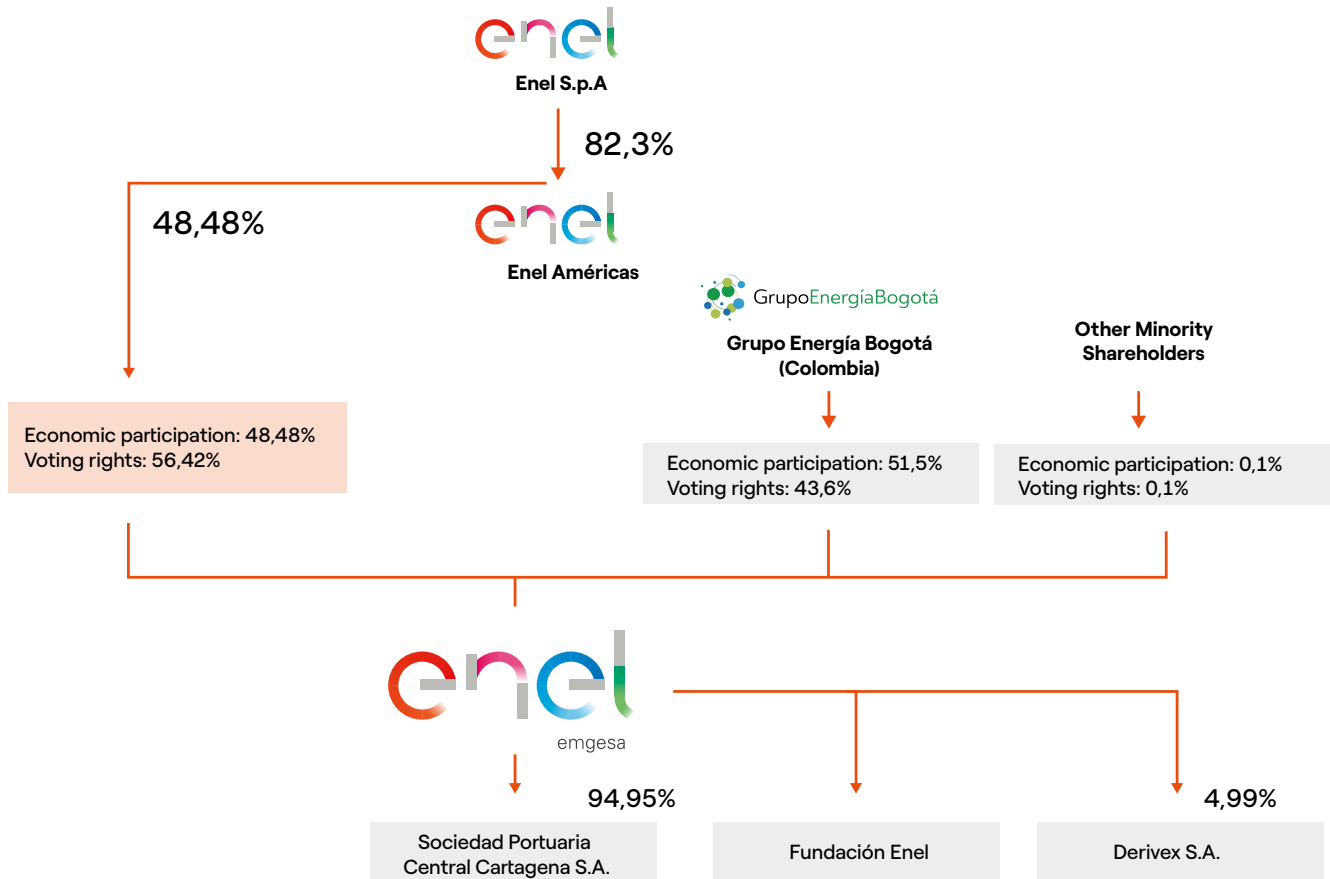 enel
Enel S.p.A
82,3%
48,48%
enel
Enel Américas
GrupoEnergíaBogotá
Grupo Energía Bogotá
(Colombia)
Other Minority
Shareholders
Economic participation: 48,48%
Voting rights: 56,42%
Economic participation: 51,5%
Voting rights: 43,6%
Economic participation: 0,1%
Voting rights: 0,1%
enel
emgesa
94,95%
4,99%
Sociedad Portuaria
Central Cartagena S.A.
Fundación Enel
Derivex S.A.